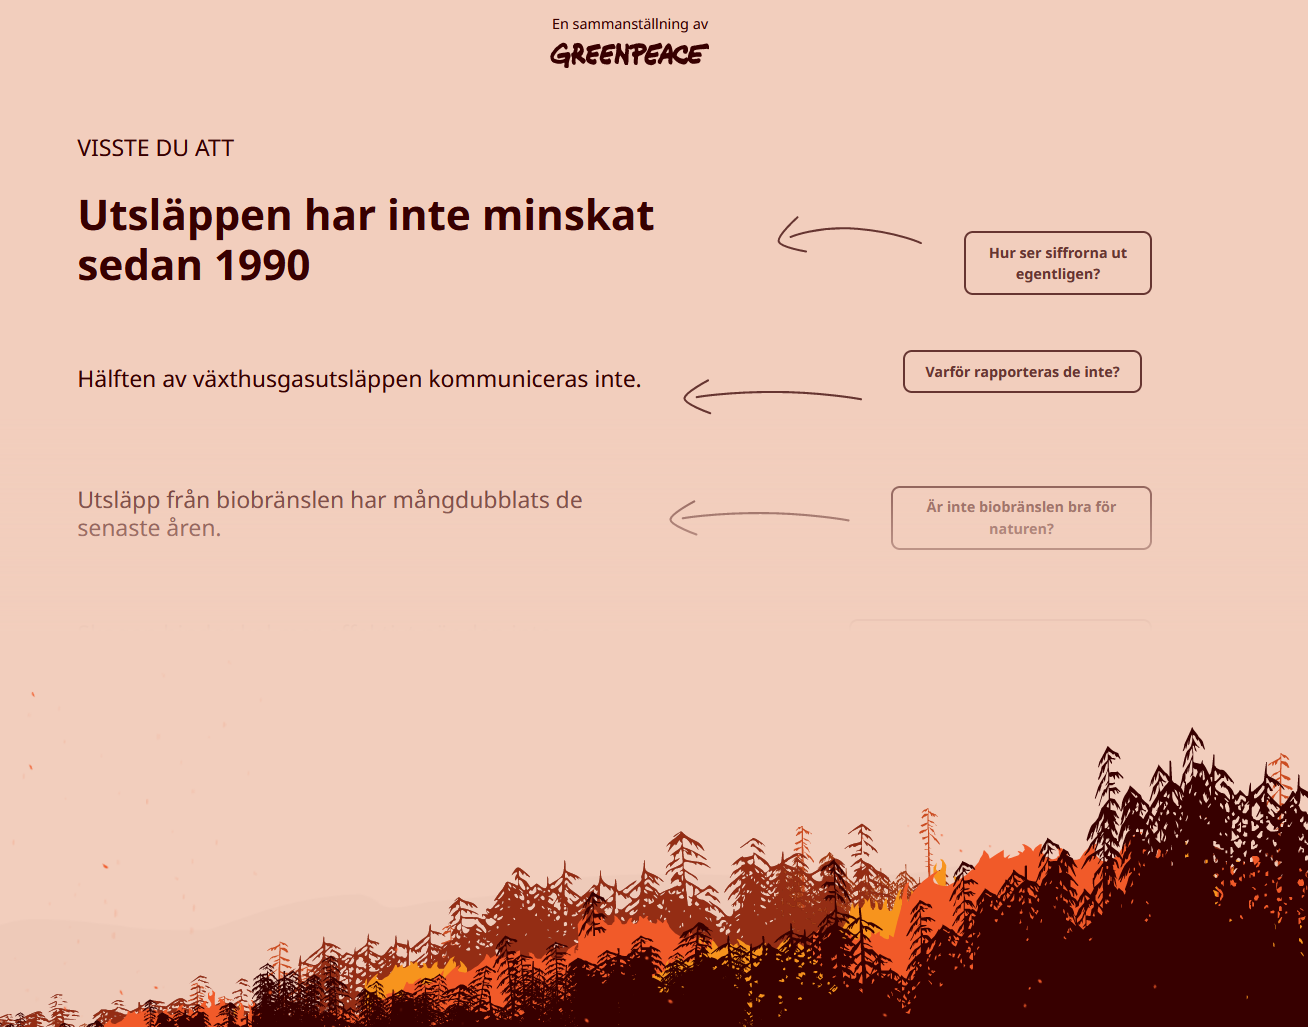 En sammanställning av
GREENPEACE
VISSTE DU ATT
Utsläppen har inte minskat
sedan 1990
Hur ser siffrorna ut
egentligen?
Hälften av växthusgasutsläppen kommuniceras inte.
Varför rapporteras de inte?
Utsläpp från biobränslen har mångdubblats de
senaste åren.
Är inte biobränslen bra för
naturen?